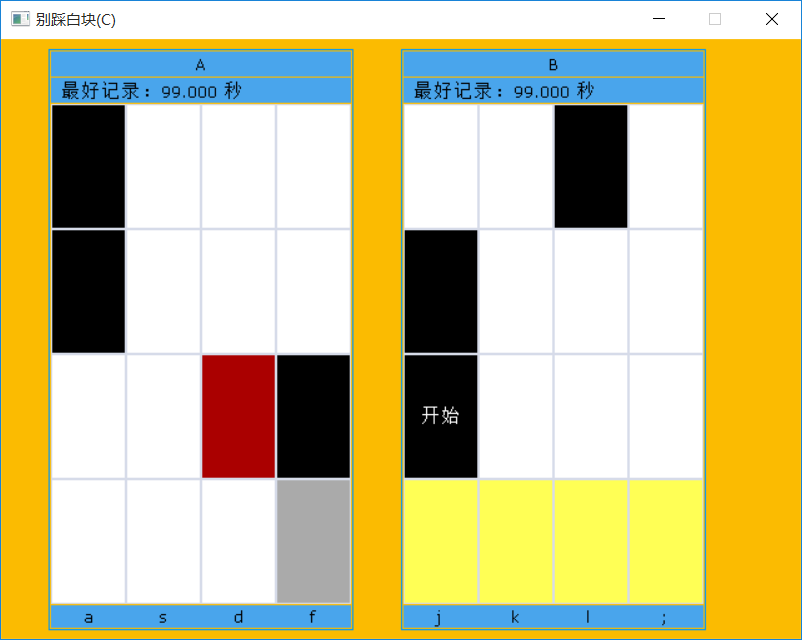 别踩白块(C)
A
最好记录：99.000 秒
a s d f
B
最好记录：99.000 秒
开始
j k l ;